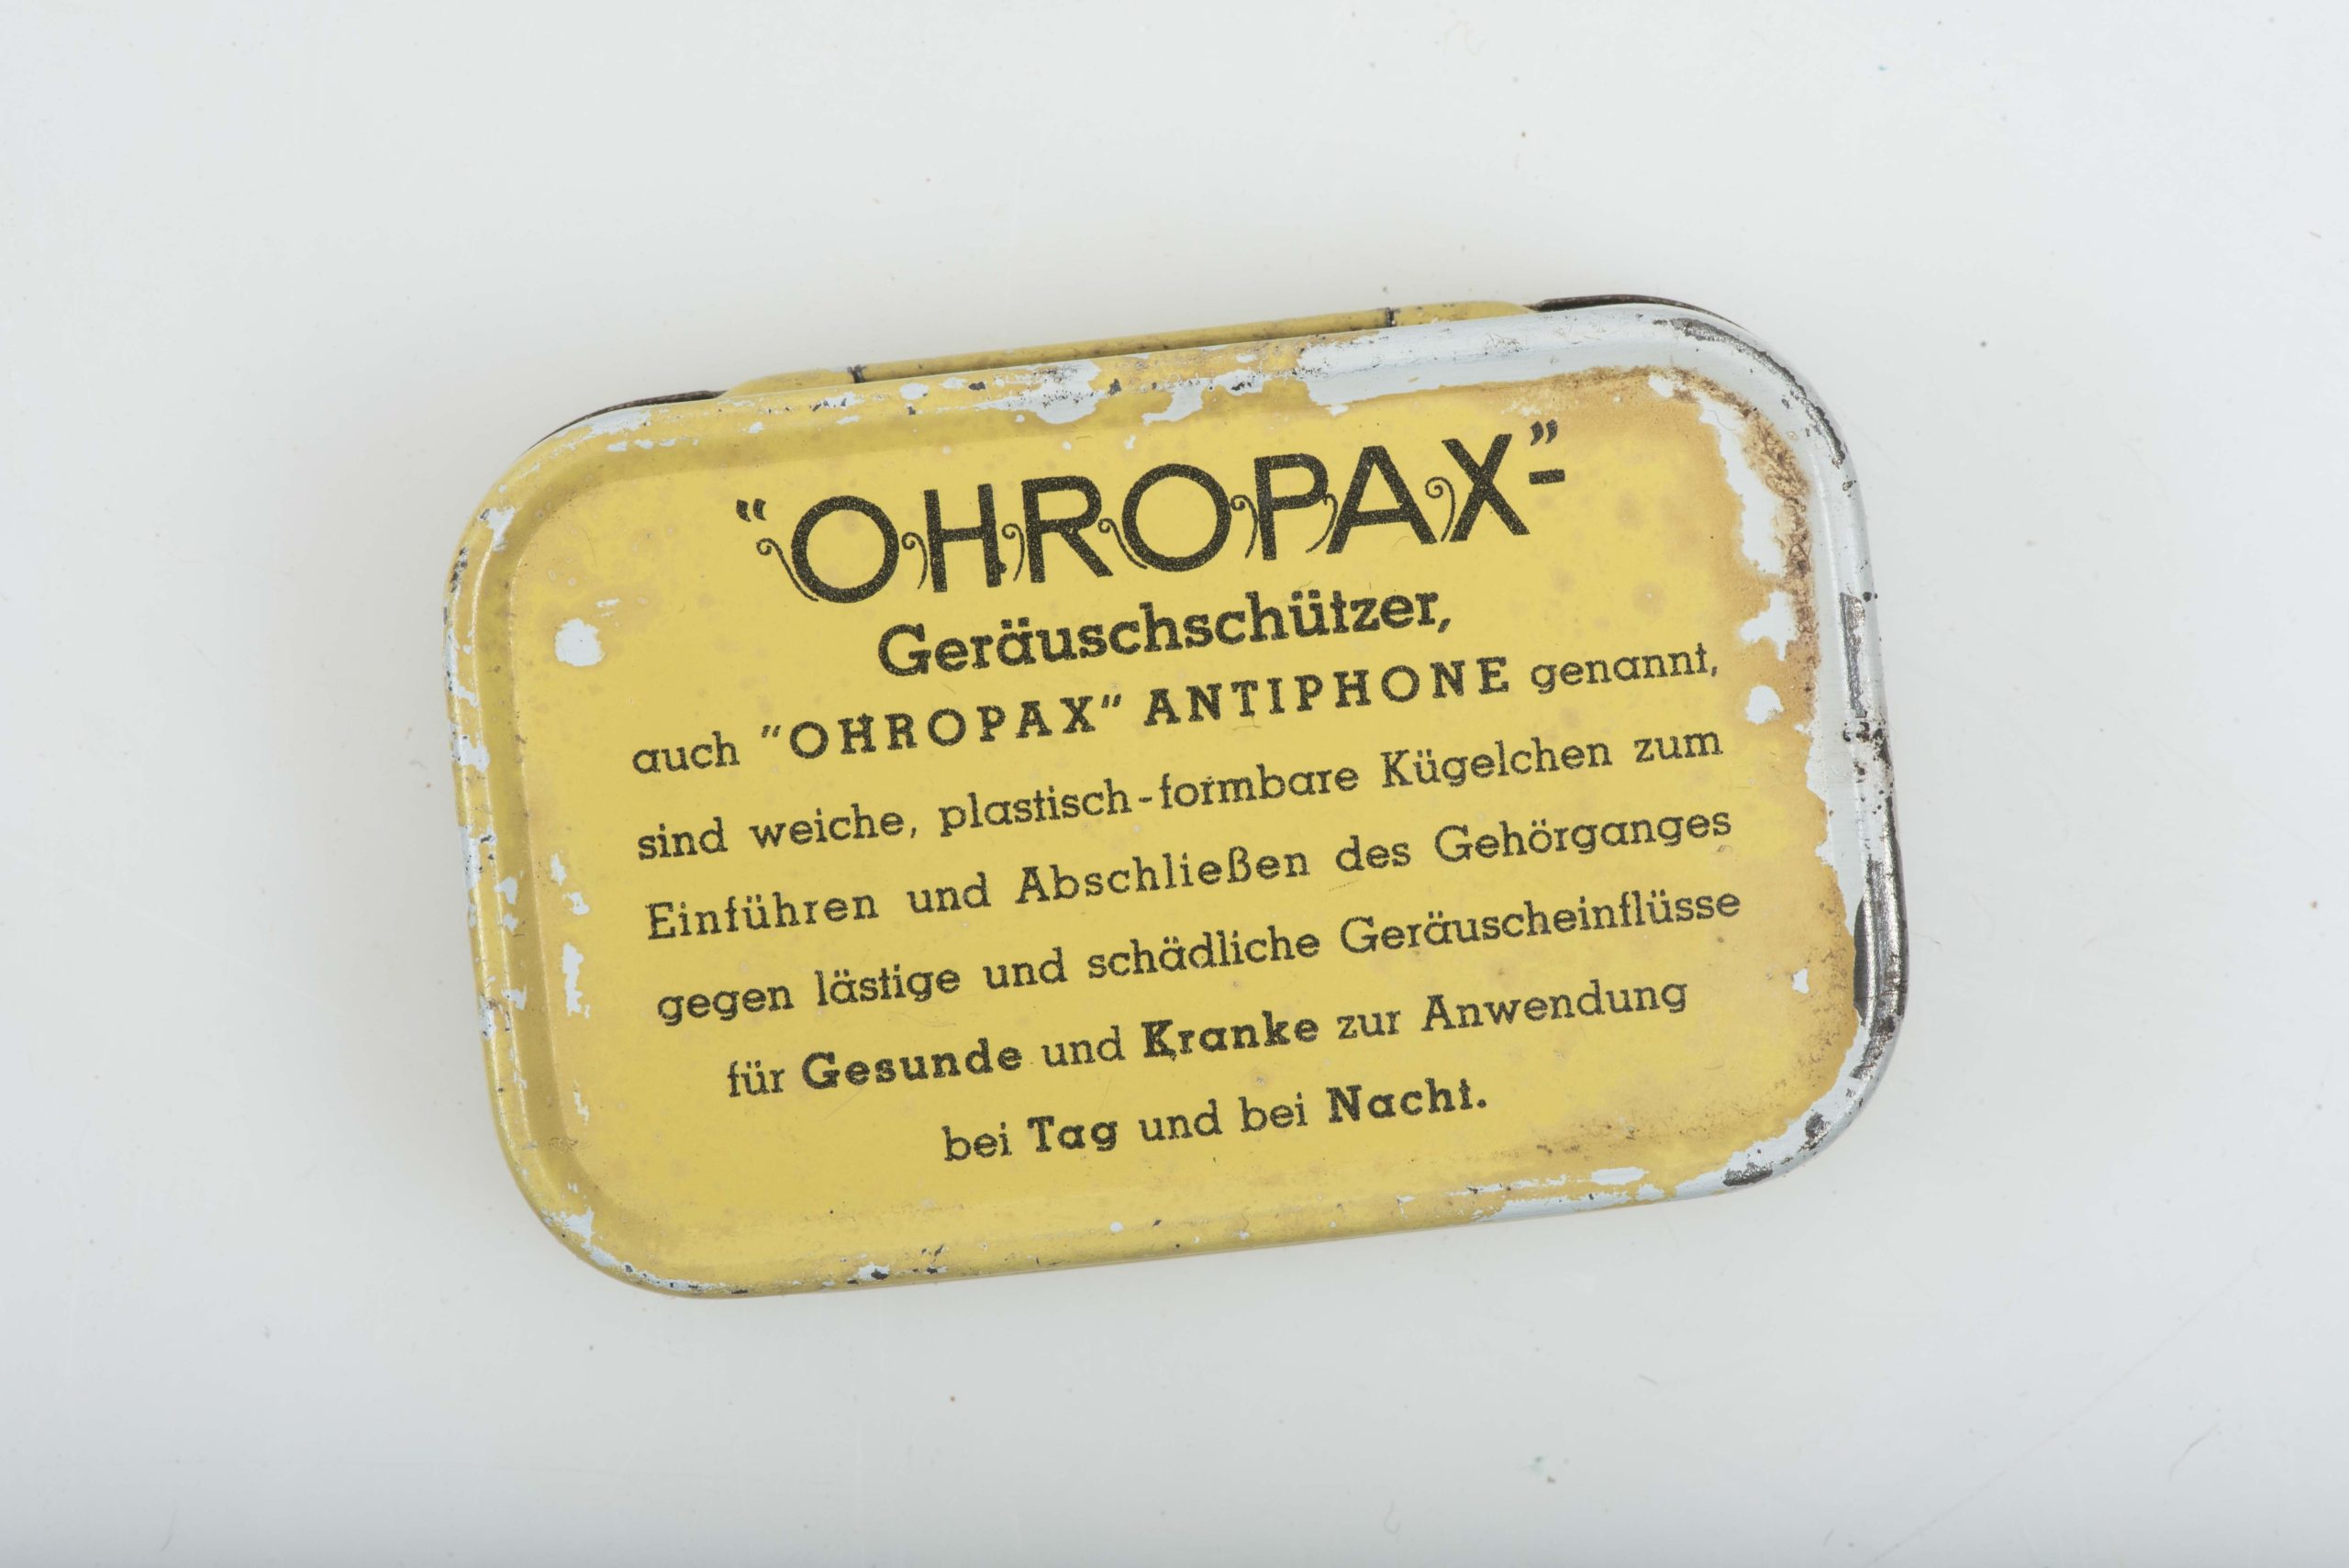 “OHROPAX”-
Geräuschschützer,
auch "OHROPAX" ANTIPHONE genannt,
sind weiche, plastisch-formbare Kügelchen zum
Einführen und Abschließen des Gehörganges
gegen lästige und schädliche Geräuscheinflüsse
für Gesunde und Kranke zur Anwendung
bei Tag und bei Nacht.